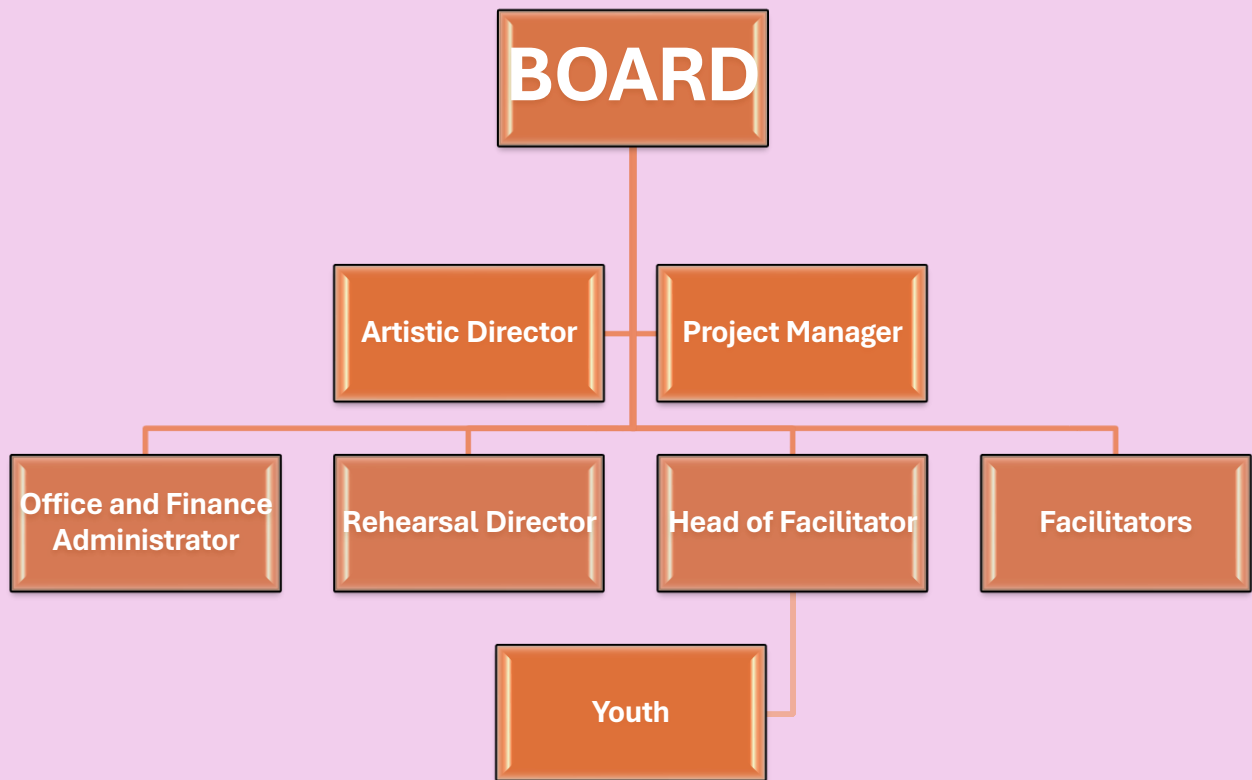 BOARD
Artistic Director
Project Manager
Office and Finance
Administrator
Rehearsal Director
Head of Facilitator
Facilitators
Youth